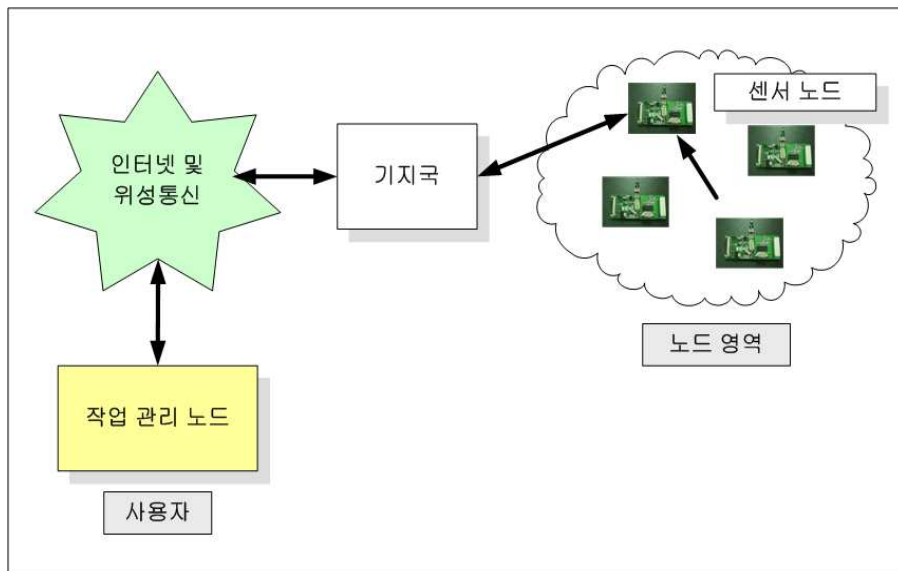 센서 노드
인터넷 및
위성통신
기지국
노드 영역
작업 관리 노드
사용자